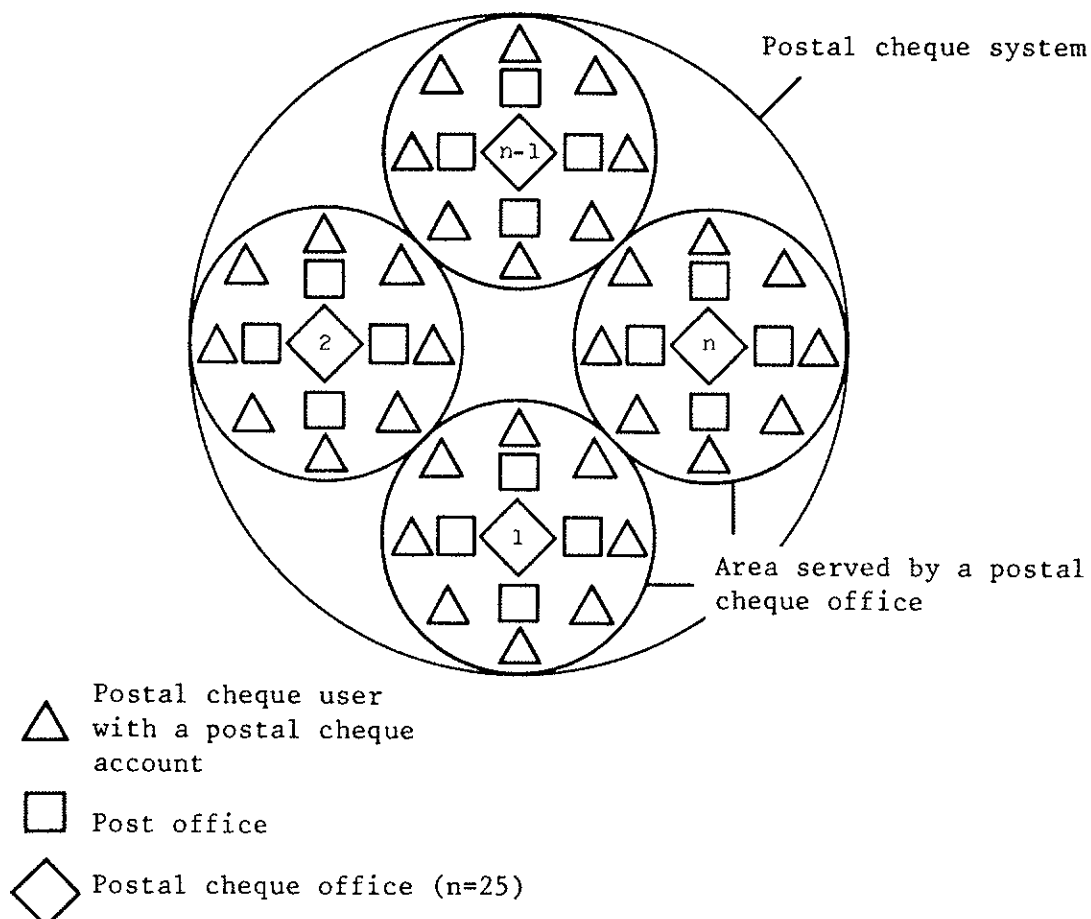 Postal cheque system
n-1
2
n
1
Area served by a postal
cheque office
Postal cheque user
with a postal cheque
account
Post office
Postal cheque office (n=25)